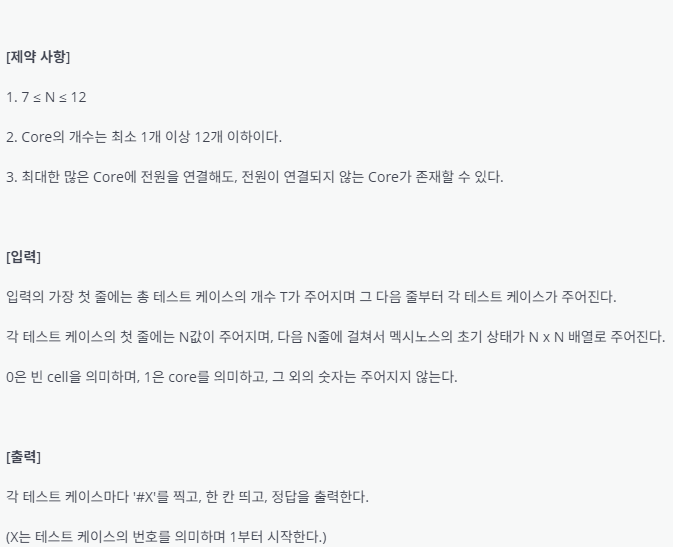 [제약 사항]
1. 7 ≤ N ≤ 12
2. Core의 개수는 최소 1개 이상 12개 이하이다.
3. 최대한 많은 Core에 전원을 연결해도, 전원이 연결되지 않는 Core가 존재할 수 있다.
[입력]
입력의 가장 첫 줄에는 총 테스트 케이스의 개수 T가 주어지며 그 다음 줄부터 각 테스트 케이스가 주어진다.
각 테스트 케이스의 첫 줄에는 N값이 주어지며, 다음 N줄에 걸쳐서 멕시노스의 초기 상태가 N x N 배열로 주어진다.
0은 빈 cell을 의미하며, 1은 core를 의미하고, 그 외의 숫자는 주어지지 않는다.
[출력]
각 테스트 케이스마다 '#X'를 찍고, 한 칸 띄고, 정답을 출력한다.
(X는 테스트 케이스의 번호를 의미하며 1부터 시작한다.)